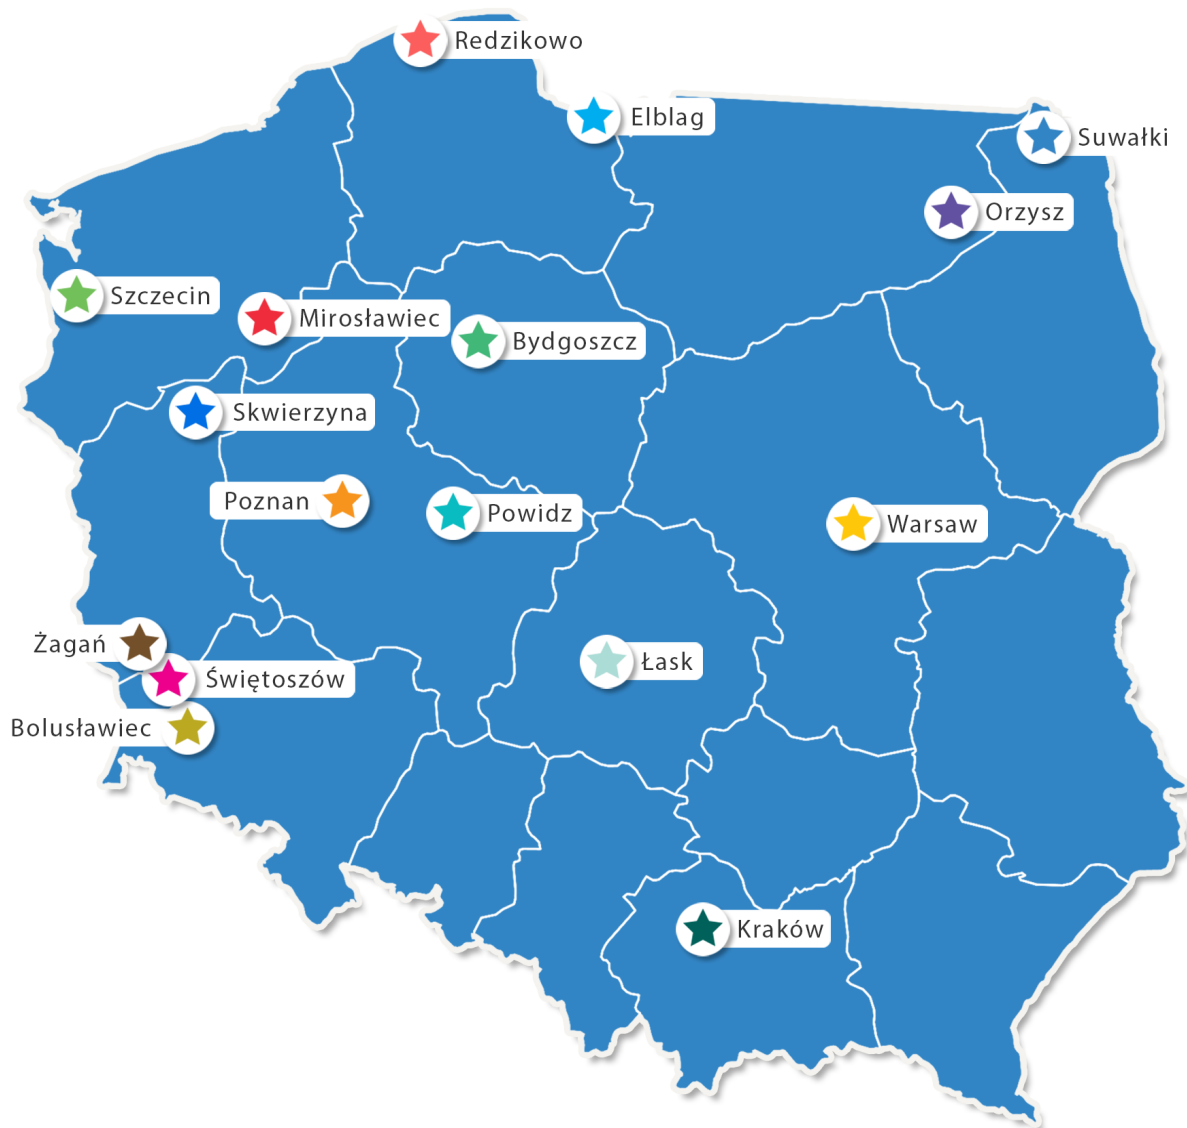 Redzikowo
Elblag
Suwałki
Orzysz
Szczecin
Mirosławiec
Bydgoszcz
Skwierzyna
Poznan
Powidz
Warsaw
Żagań
Łask
Świętoszów
Bolusławiec
Kraków